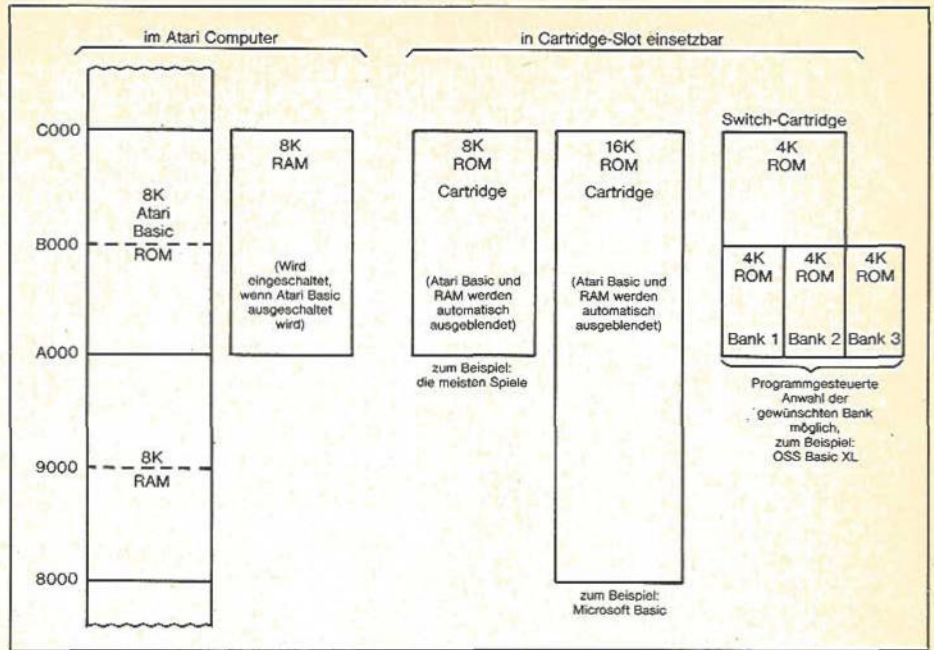 im Atari Computer
in Cartridge-Slot einsetzbar
C000
B000
A000
9000
8000
8K
Atari
Basic
ROM
8K
RAM
8K
RAM
(Wird
eingeschaltet,
wenn Atari Basic
ausgeschaltet
wird)
8K
ROM
Cartridge
(Atari Basic und
RAM werden
automatisch
ausgeblendet)
zum Beispiel:
die meisten Spiele
16K
ROM
Cartridge
(Atari Basic und
RAM werden
automatisch
ausgeblendet)
zum Beispiel:
Microsoft Basic
Switch-Cartridge
4K
ROM
4K
ROM
Bank 1
4K
ROM
Bank 2
4K
ROM
Bank 3
Programmgesteuerte
Anwahl der
gewünschten Bank
möglich,
zum Beispiel:
OSS Basic XL